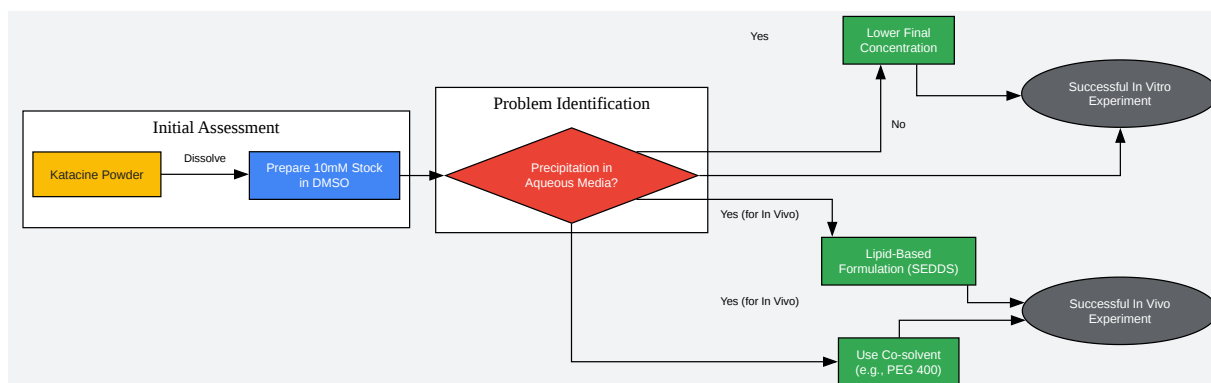 Yes
Lower Final
Concentration
Successful In Vitro
Experiment
Problem Identification
Initial Assessment
No
Dissolve
Katacine Powder
Prepare 10mM Stock
in DMSO
Precipitation in
Aqueous Media?
Yes (for In Vivo)
Lipid-Based
Formulation (SEDDS)
Yes (for In Vivo)
Successful In Vivo
Experiment
Use Co-solvent
(e.g., PEG 400)